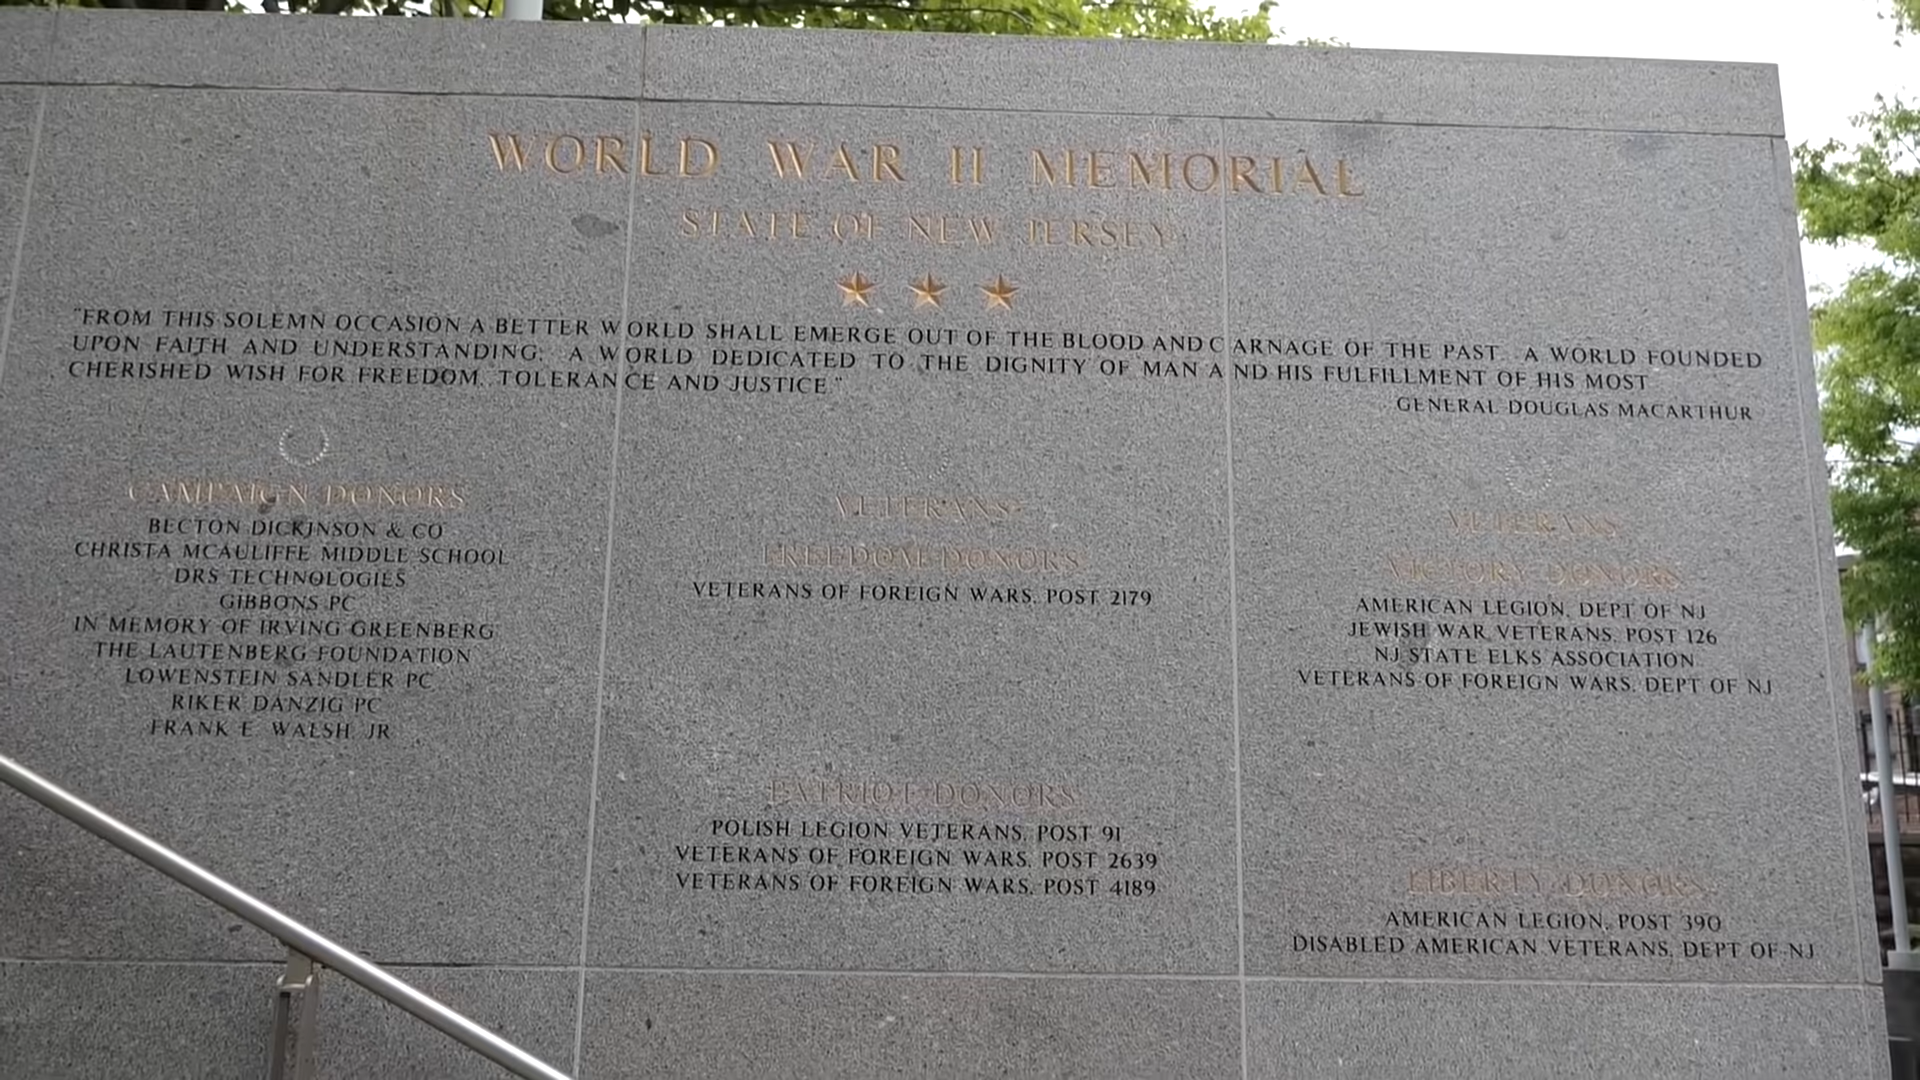 WORLD WAR II MEMORIAL
STATE OF NEW JERSEY
"FROM THIS SOLEMN OCCASION A BETTER WORLD SHALL EMERGE OUT OF THE BLOOD AND CARNAGE OF THE PAST. A WORLD FOUNDED
UPON FAITH AND UNDERSTANDING; A WORLD DEDICATED TO THE DIGNITY OF MAN AND HIS FULFILLMENT OF HIS MOST
CHERISHED WISH FOR FREEDOM, TOLERANCE AND JUSTICE."
GENERAL DOUGLAS MACARTHUR
CAMPAIGN DONORS
BECTON DICKINSON & CO
CHRISTA MCAULIFFE MIDDLE SCHOOL
DRS TECHNOLOGIES
GIBBONS PC
IN MEMORY OF IRVING GREENBERG
THE LAUTENBERG FOUNDATION
LOWENSTEIN SANDLER PC
RIKER DANZIG PC
FRANK E. WALSH, JR
VETERANS
FREEDOM DONORS
VETERANS OF FOREIGN WARS, POST 2179
PATRIOT DONORS
POLISH LEGION VETERANS, POST 91
VETERANS OF FOREIGN WARS, POST 2639
VETERANS OF FOREIGN WARS, POST 4189
VETERANS
VICTORY DONORS
AMERICAN LEGION, DEPT OF NJ
JEWISH WAR VETERANS, POST 126
NJ STATE ELKS ASSOCIATION
VETERANS OF FOREIGN WARS, DEPT OF NJ
LIBERTY DONORS
AMERICAN LEGION, POST 390
DISABLED AMERICAN VETERANS, DEPT OF NJ